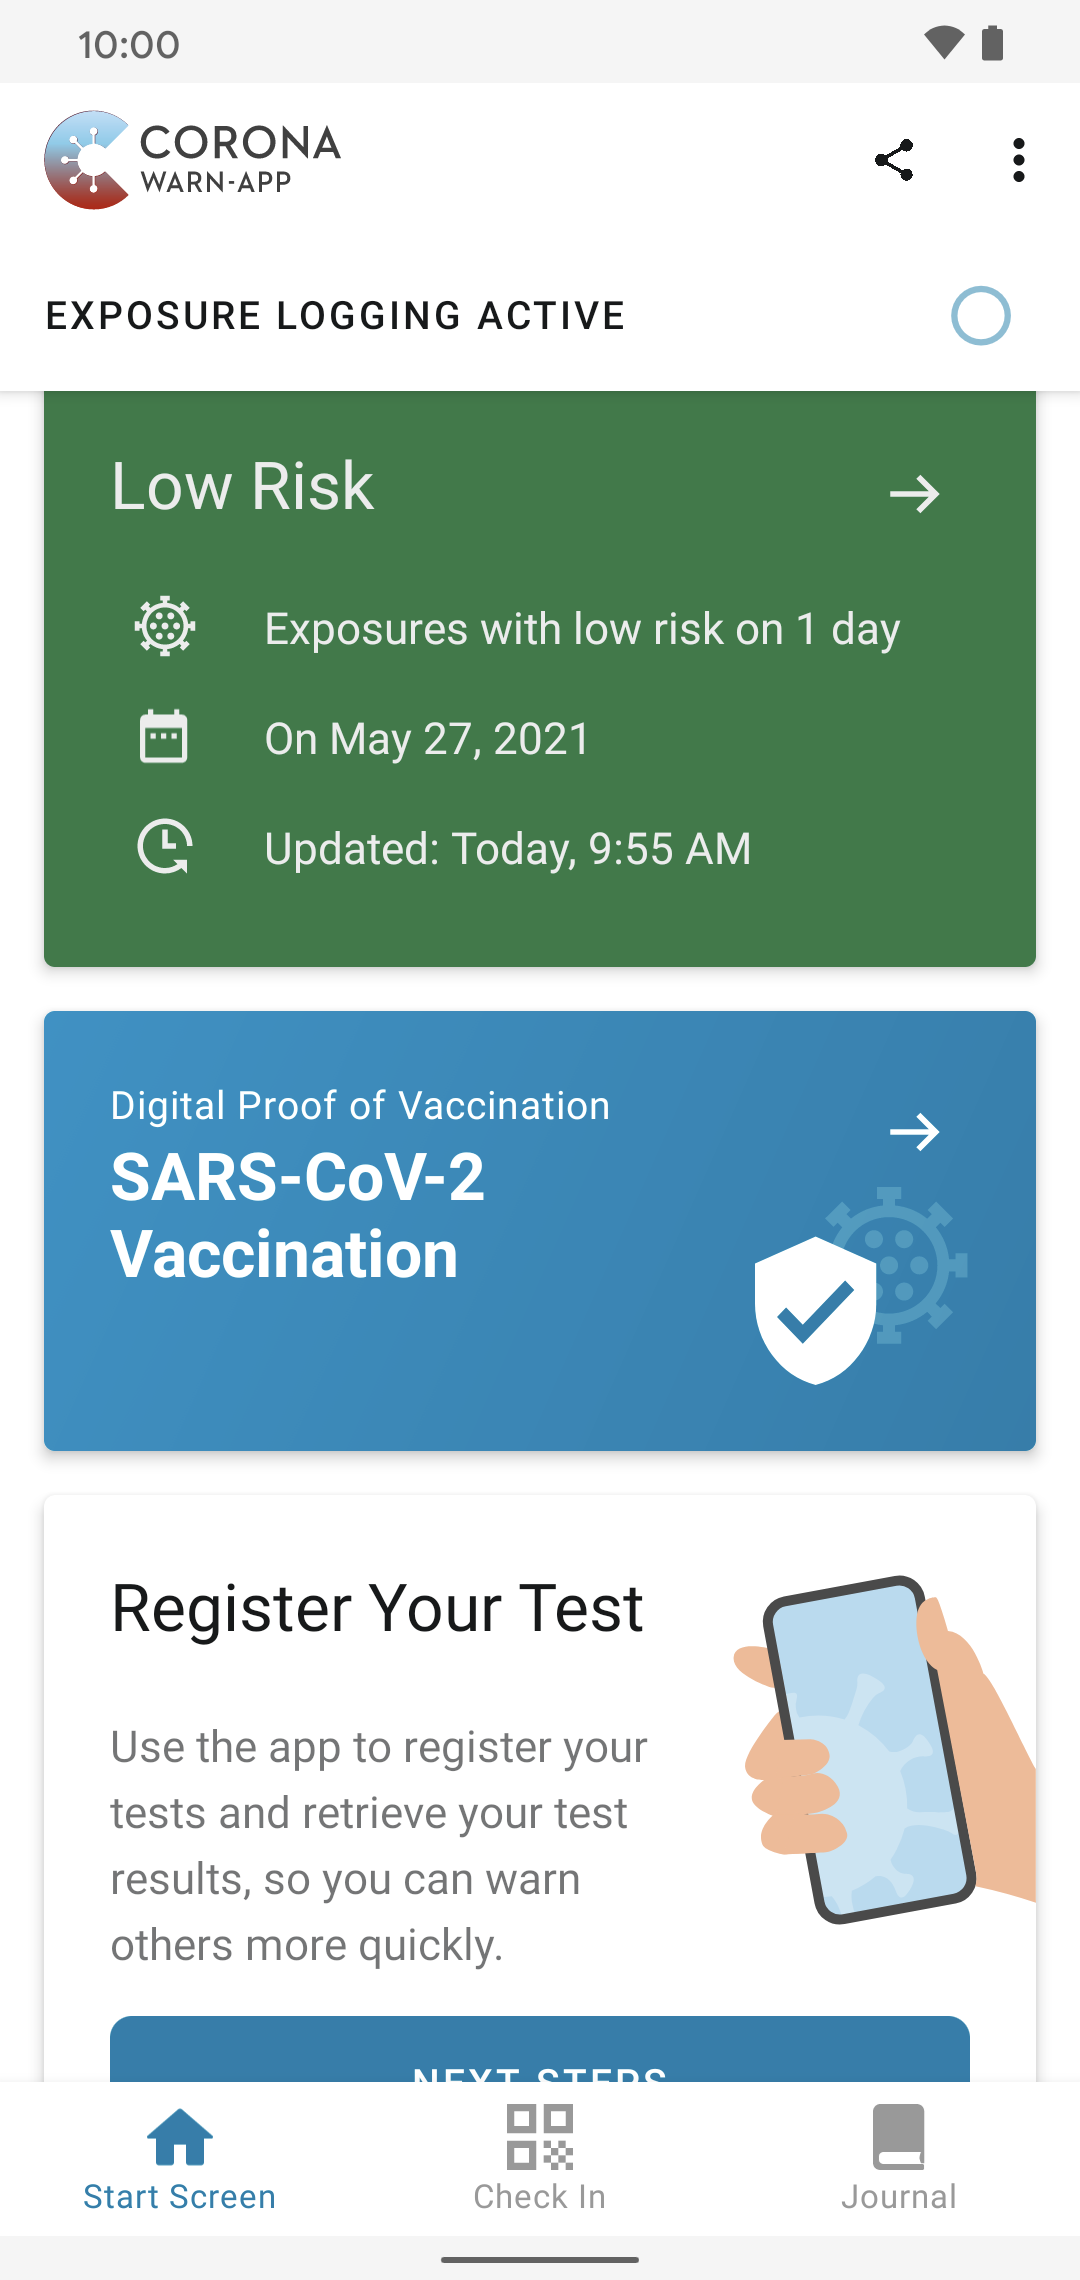 10:00
CORONA
WARN-APP
EXPOSURE LOGGING ACTIVE
Low Risk
Exposures with low risk on 1 day
On May 27, 2021
Updated: Today, 9:55 AM
Digital Proof of Vaccination
SARS-CoV-2
Vaccination
Register Your Test
Use the app to register your
tests and retrieve your test
results, so you can warn
others more quickly.
NEXT STEPS
Start Screen
Check In
Journal